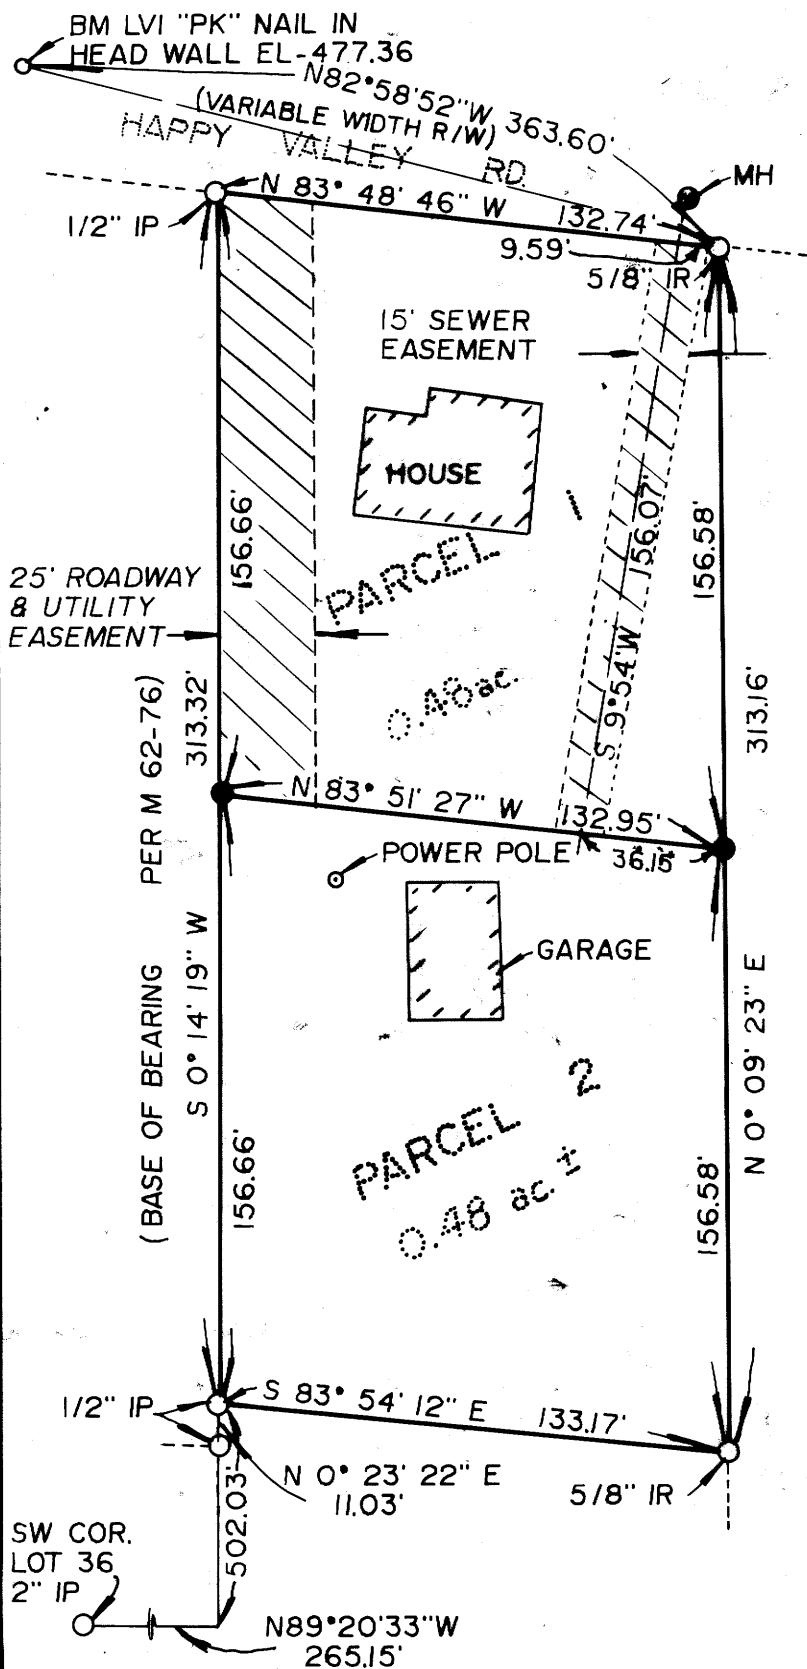 BM LVI "PK" NAIL IN
HEAD WALL EL-477.36
N82°58'52"W 363.60'
(VARIABLE WIDTH R/W)
HAPPY VALLEY RD.
MH
N 83° 48' 46" W 132.74'
1/2" IP
9.59'
5/8" IR
15' SEWER
EASEMENT
HOUSE
156.66'
156.07'
156.58'
PARCEL 1
25' ROADWAY
& UTILITY
EASEMENT
S 9°54'W
0.48 ac.
313.32'
313.16'
N 83° 51' 27" W 132.95'
36.15
POWER POLE
GARAGE
(BASE OF BEARING PER M 62-76)
S 0° 14' 19" W
N 0° 09' 23" E
PARCEL 2
0.48 ac. ±
156.66'
156.58'
S 83° 54' 12" E 133.17'
1/2" IP
N 0° 23' 22" E
11.03'
5/8" IR
502.03'
SW COR.
LOT 36
2" IP
N89°20'33"W
265.15'